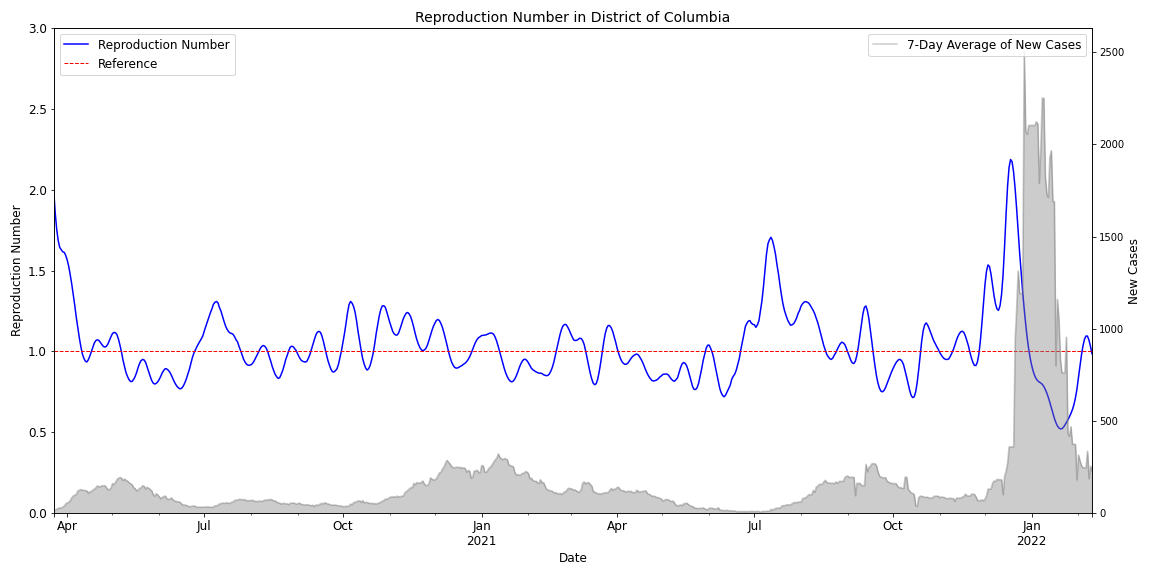 Reproduction Number in District of Columbia
Reproduction Number
Reference
7-Day Average of New Cases
3.0
2.5
2.0
1.5
1.0
0.5
0.0
Reproduction Number
2500
2000
1500
1000
500
0
New Cases
Apr Jul Oct Jan Apr Jul Oct Jan
2021 2022
Date